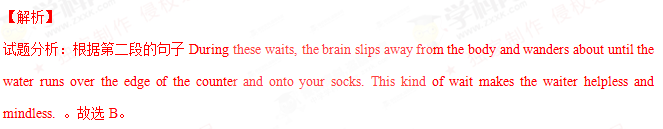 【解析】
试题分析：根据第二段的句子 During these waits, the brain slips away from the body and wanders about until the
water runs over the edge of the counter and onto your socks. This kind of wait makes the waiter helpless and
mindless. 。故选 B。